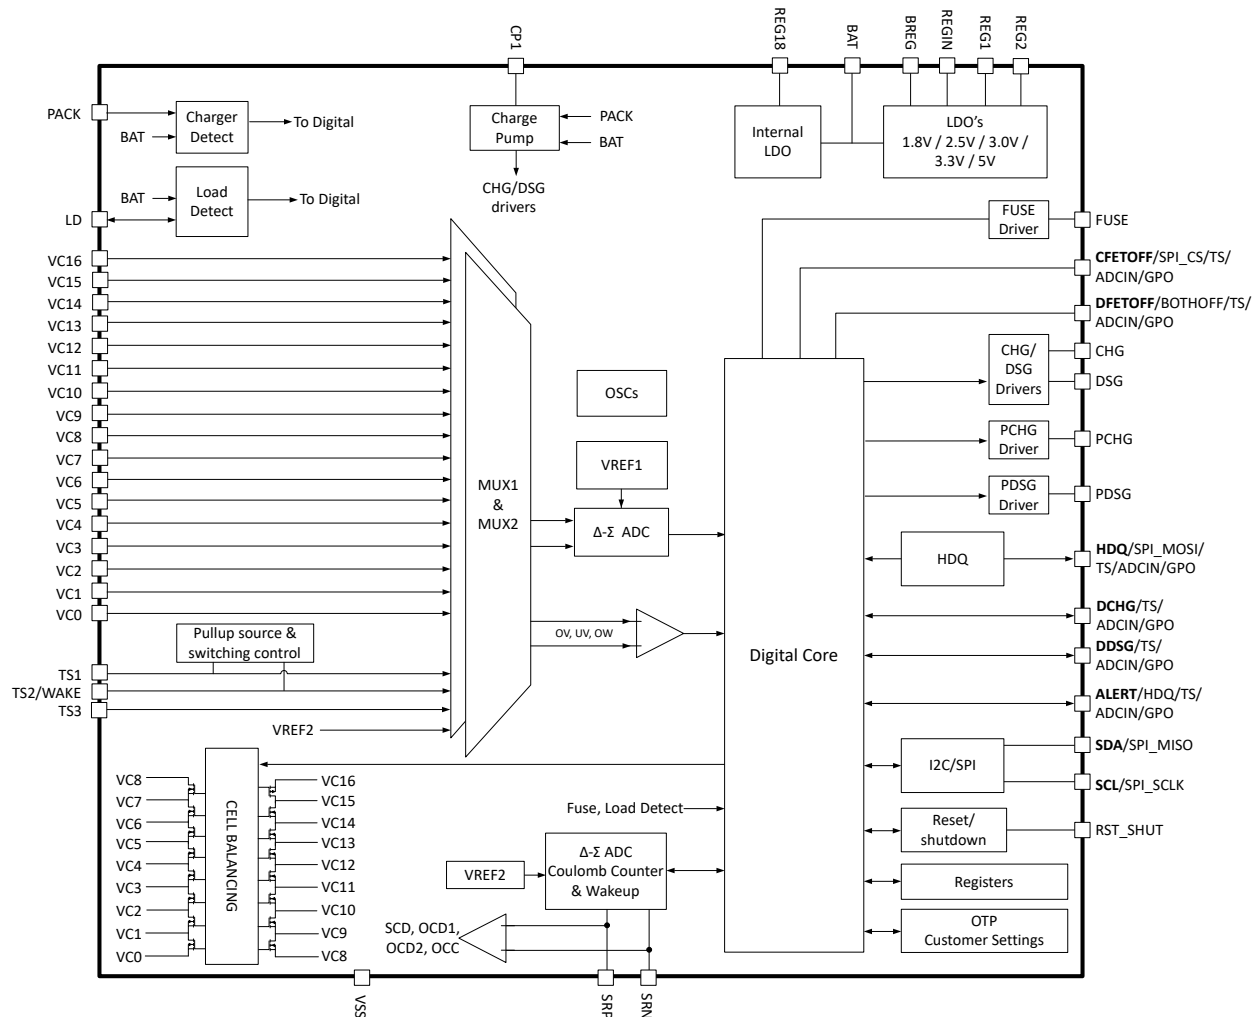 CP1
REG18
BAT
BREG
REGIN
REG1
REG2
PACK
BAT
Charger
Detect
To Digital
Charge
Pump
PACK
BAT
CHG/DSG
drivers
Internal
LDO
LDO's
1.8V / 2.5V / 3.0V /
3.3V / 5V
BAT
LD
Load
Detect
To Digital
FUSE
Driver
FUSE
CFETOFF/SPI_CS/TS/
ADCIN/GPO
DFETOFF/BOTHOFF/TS/
ADCIN/GPO
VC16
VC15
VC14
VC13
VC12
VC11
VC10
VC9
VC8
VC7
VC6
VC5
VC4
VC3
VC2
VC1
VC0
Pullup source &
switching control
TS1
TS2/WAKE
TS3
VREF2
MUX1
&
MUX2
OSCs
VREF1
Δ-Σ ADC
OV, UV, OW
Digital Core
CHG/
DSG
Drivers
CHG
DSG
PCHG
Driver
PCHG
PDSG
Driver
PDSG
HDQ
HDQ/SPI_MOSI/
TS/ADCIN/GPO
DCHG/TS/
ADCIN/GPO
DDSG/TS/
ADCIN/GPO
ALERT/HDQ/TS/
ADCIN/GPO
I2C/SPI
SDA/SPI_MISO
SCL/SPI_SCLK
Reset/
shutdown
RST_SHUT
Registers
OTP
Customer Settings
VC8
VC7
VC6
VC5
VC4
VC3
VC2
VC1
VC0
CELL BALANCING
VC16
VC15
VC14
VC13
VC12
VC11
VC10
VC9
VC8
Fuse, Load Detect
VREF2
Δ-Σ ADC
Coulomb Counter
& Wakeup
SCD, OCD1,
OCD2, OCC
VSS
SRP
SRN